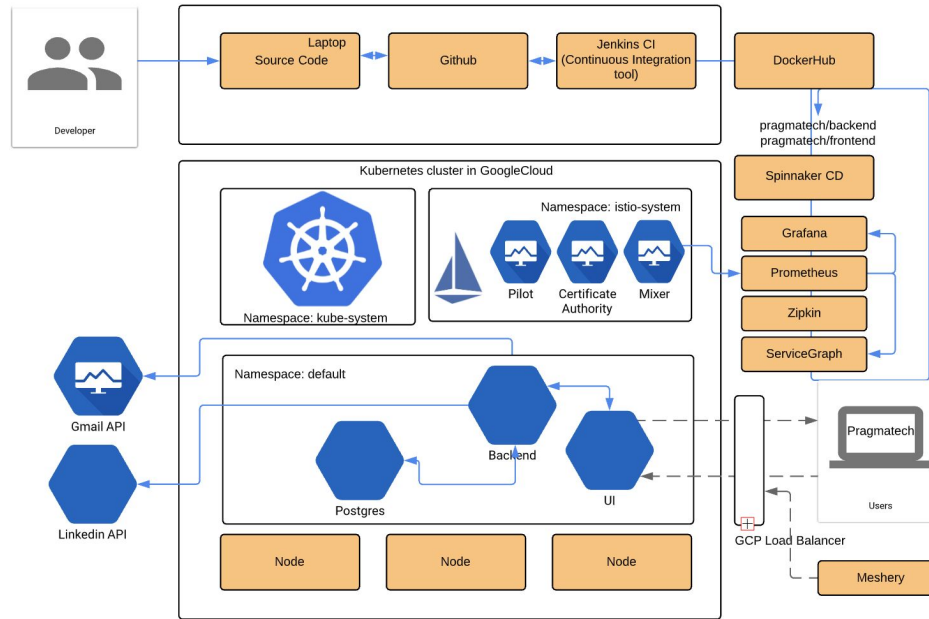 Developer
Laptop
Source Code
Github
Jenkins CI
(Continuous Integration
tool)
DockerHub
pragmatech/backend
pragmatech/frontend
Spinnaker CD
Kubernetes cluster in GoogleCloud
Namespace: kube-system
Namespace: istio-system
Pilot
Certificate
Authority
Mixer
Grafana
Prometheus
Zipkin
ServiceGraph
Gmail API
Linkedin API
Namespace: default
Backend
Postgres
UI
Pragmatech
Users
GCP Load Balancer
Node
Node
Node
Meshery